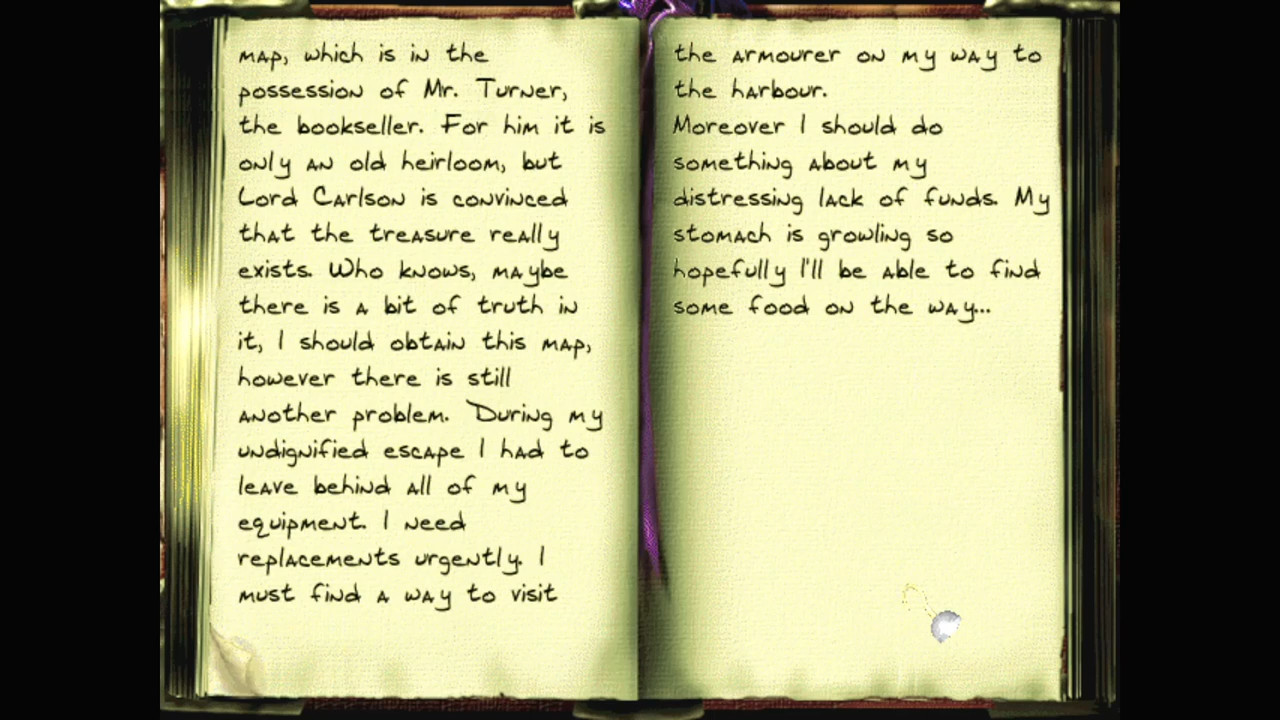 map, which is in the
possession of Mr. Turner,
the bookseller. For him it is
only an old heirloom, but
Lord Carlson is convinced
that the treasure really
exists. Who knows, maybe
there is a bit of truth in
it, I should obtain this map,
however there is still
another problem. During my
undignified escape I had to
leave behind all of my
equipment. I need
replacements urgently. I
must find a way to visit
the armourer on my way to
the harbour.
Moreover I should do
something about my
distressing lack of funds. My
stomach is growling so
hopefully I'll be able to find
some food on the way...